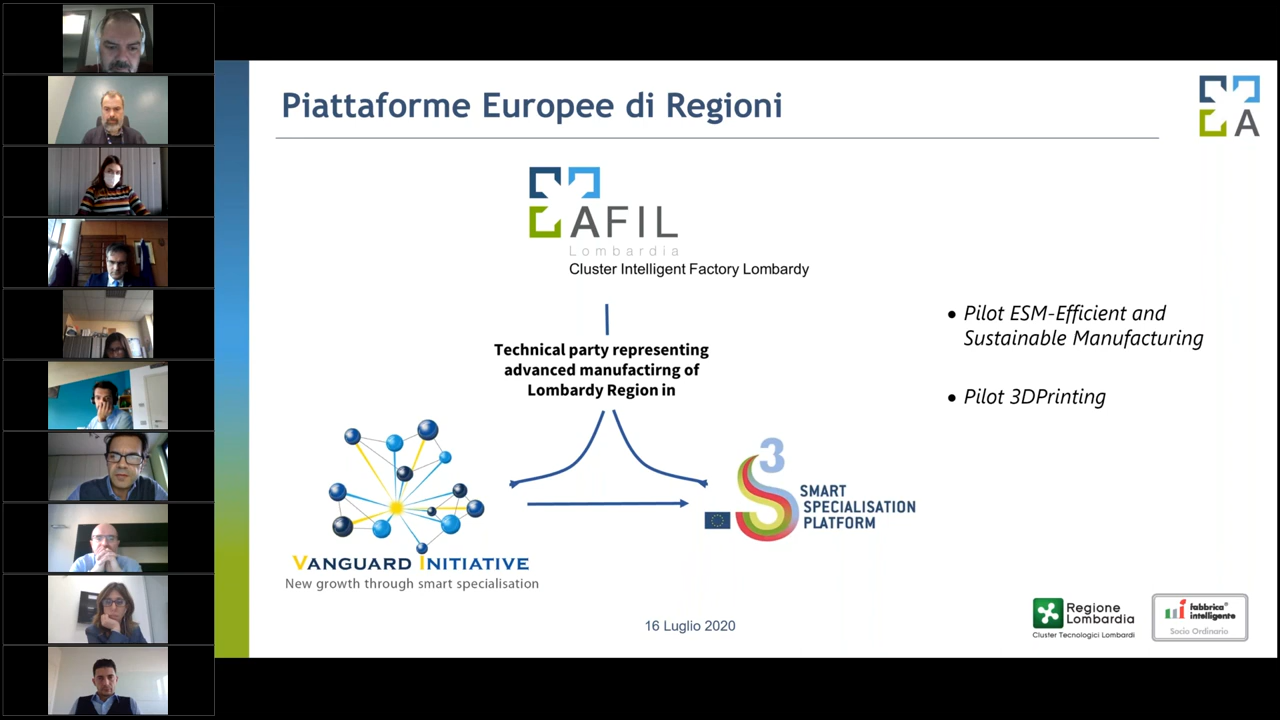 Piattaforme Europee di Regioni
A
AFIL
Lombardia
Cluster Intelligent Factory Lombardy
Technical party representing
advanced manufactirng of
Lombardy Region in
• Pilot ESM-Efficient and
Sustainable Manufacturing
• Pilot 3DPrinting
VANGUARD INITIATIVE
New growth through smart specialisation
S3
SMART
SPECIALISATION
PLATFORM
16 Luglio 2020
Regione
Lombardia
Cluster Tecnologici Lombardi
fabbrica
intelligente
Socio Ordinario